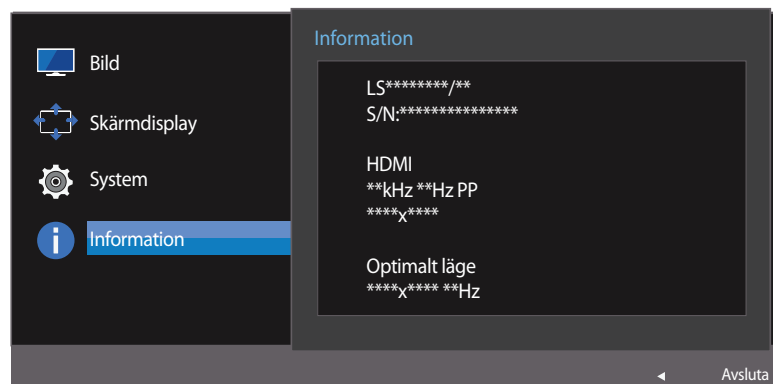 Bild
Skärmdisplay
System
Information
Information
LS********/**
S/N:***************
HDMI
**kHz **Hz PP
****x****
Optimalt läge
****x**** **Hz
Avsluta